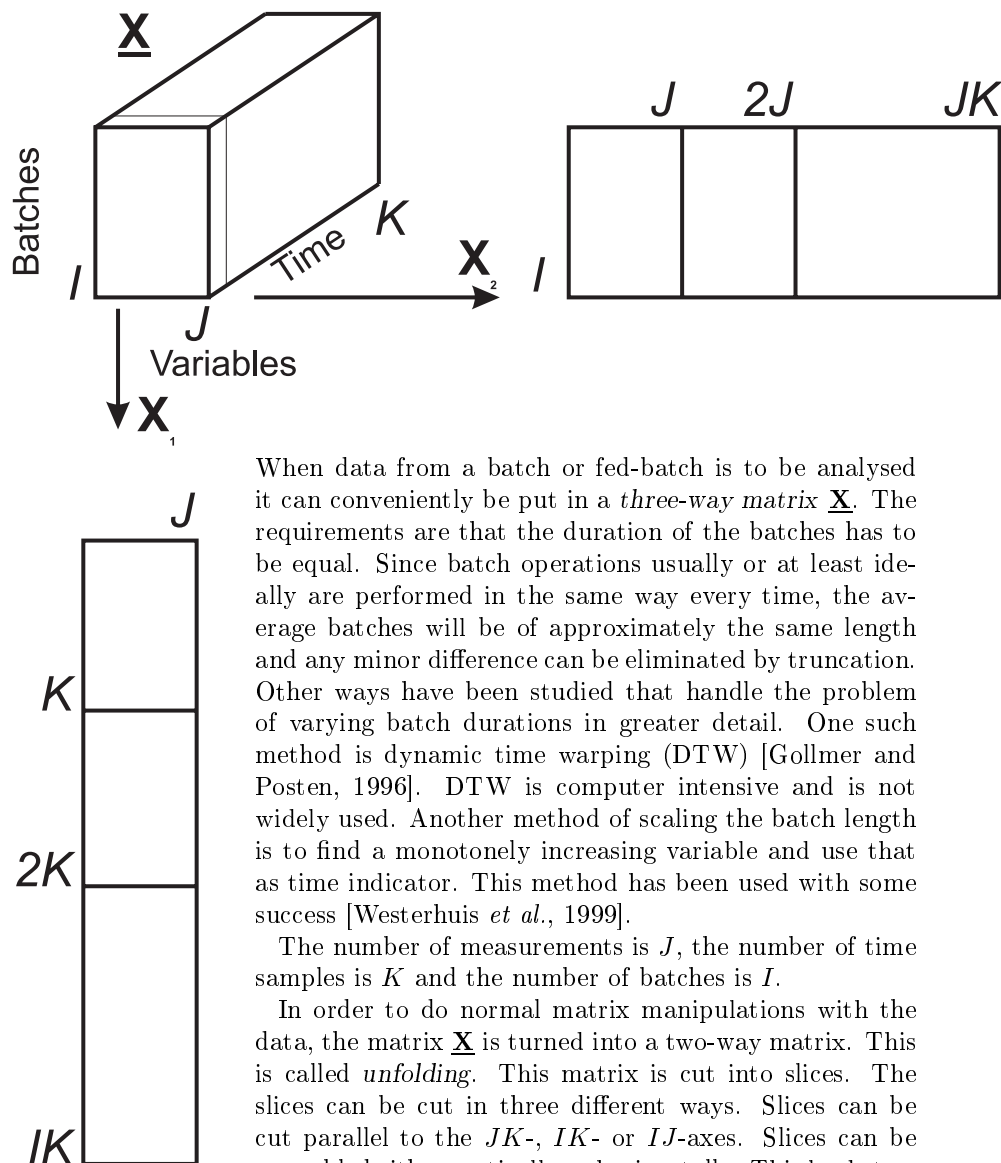 X
Batches
I
J
Variables
Time
K
X₂
X₁
J 2J JK
I
J
K
2K
IK
When data from a batch or fed-batch is to be analysed
it can conveniently be put in a three-way matrix X. The
requirements are that the duration of the batches has to
be equal. Since batch operations usually or at least ide-
ally are performed in the same way every time, the av-
erage batches will be of approximately the same length
and any minor difference can be eliminated by truncation.
Other ways have been studied that handle the problem
of varying batch durations in greater detail. One such
method is dynamic time warping (DTW) [Gollmer and
Posten, 1996]. DTW is computer intensive and is not
widely used. Another method of scaling the batch length
is to find a monotonely increasing variable and use that
as time indicator. This method has been used with some
success [Westerhuis et al., 1999].
The number of measurements is J, the number of time
samples is K and the number of batches is I.
In order to do normal matrix manipulations with the
data, the matrix X is turned into a two-way matrix. This
is called unfolding. This matrix is cut into slices. The
slices can be cut in three different ways. Slices can be
cut parallel to the JK-, IK- or IJ-axes. Slices can be